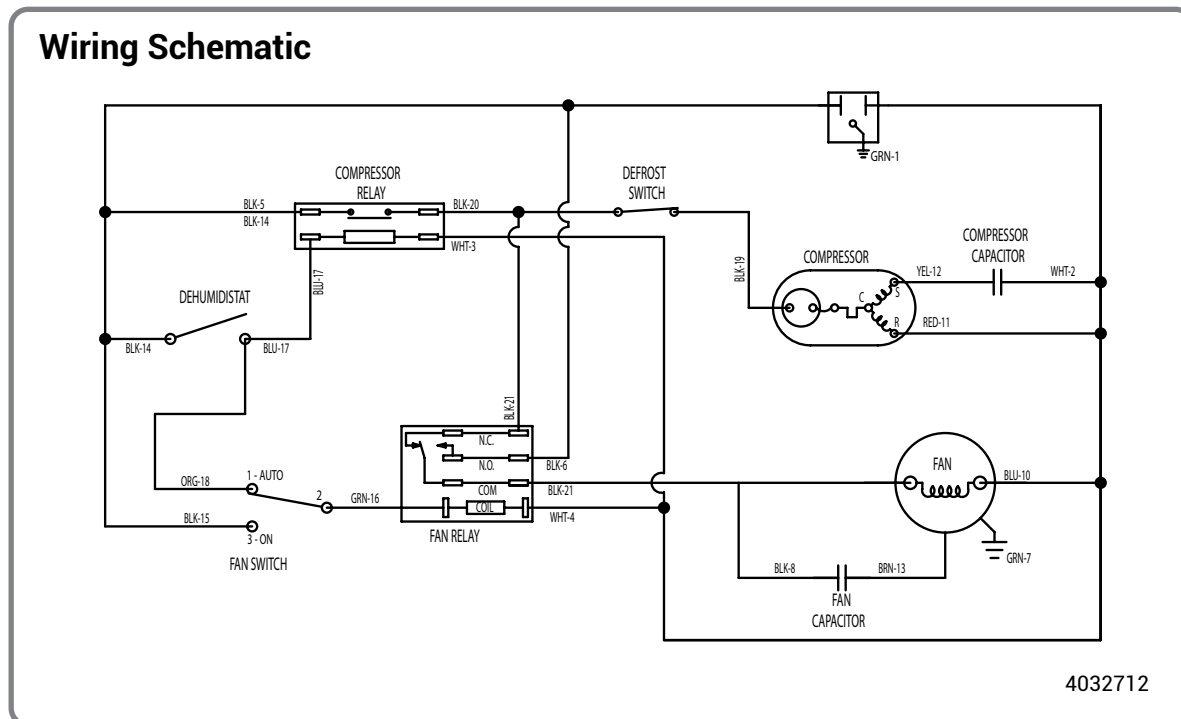 Wiring Schematic
GRN-1
COMPRESSOR
RELAY
DEFROST
SWITCH
BLK-5
BLK-14
BLK-20
WHT-3
BLU-17
BLK-19
COMPRESSOR
COMPRESSOR
CAPACITOR
YEL-12
WHT-2
C
S
R
RED-11
DEHUMIDISTAT
BLK-14
BLU-17
BLK-21
N.C.
N.O.
BLK-6
COM
BLK-21
COIL
WHT-4
FAN RELAY
ORG-18
1 - AUTO
2
GRN-16
BLK-15
3 - ON
FAN SWITCH
FAN
BLU-10
GRN-7
BLK-8
BRN-13
FAN
CAPACITOR
4032712